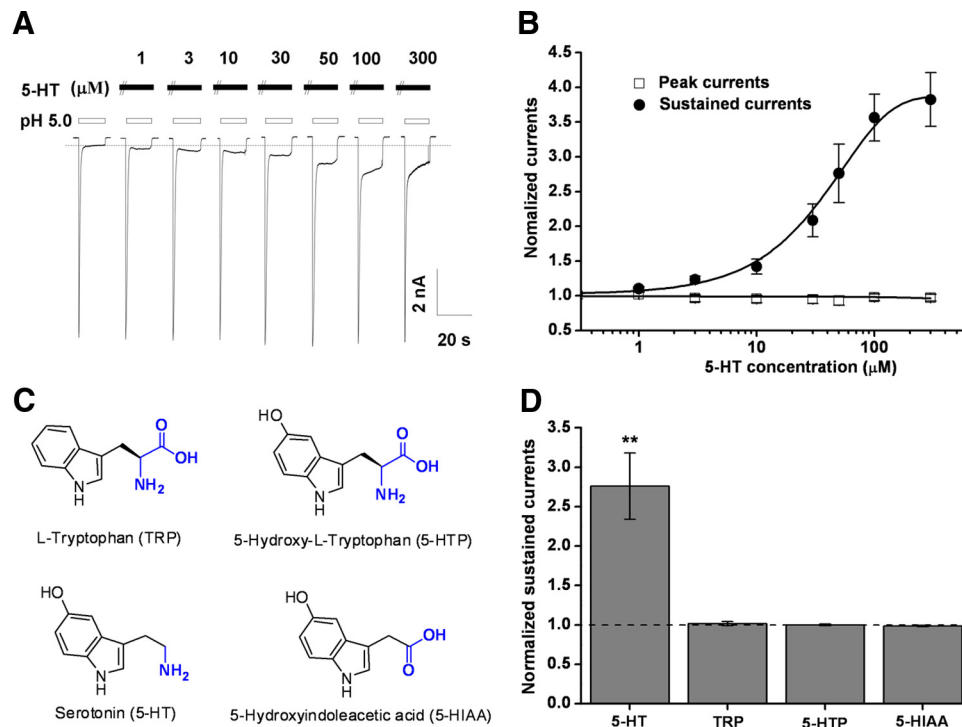 A
1 3 10 30 50 100 300
5-HT (μM)
pH 5.0
2 nA
20 s
B
4.5
4.0
3.5
3.0
2.5
2.0
1.5
1.0
0.5
Nomalized currents
Peak currents
Sustained currents
1 10 100
5-HT concentration (μM)
C
O
OH
NH2
N
H
L-Tryptophan (TRP)
HO
O
OH
NH2
N
H
5-Hydroxy-L-Tryptophan (5-HTP)
HO
NH2
N
H
Serotonin (5-HT)
HO
OH
O
N
H
5-Hydroxyindoleacetic acid (5-HIAA)
D
3.5
3.0
2.5
2.0
1.5
1.0
0.5
0.0
Normalized sustained currents
**
5-HT TRP 5-HTP 5-HIAA